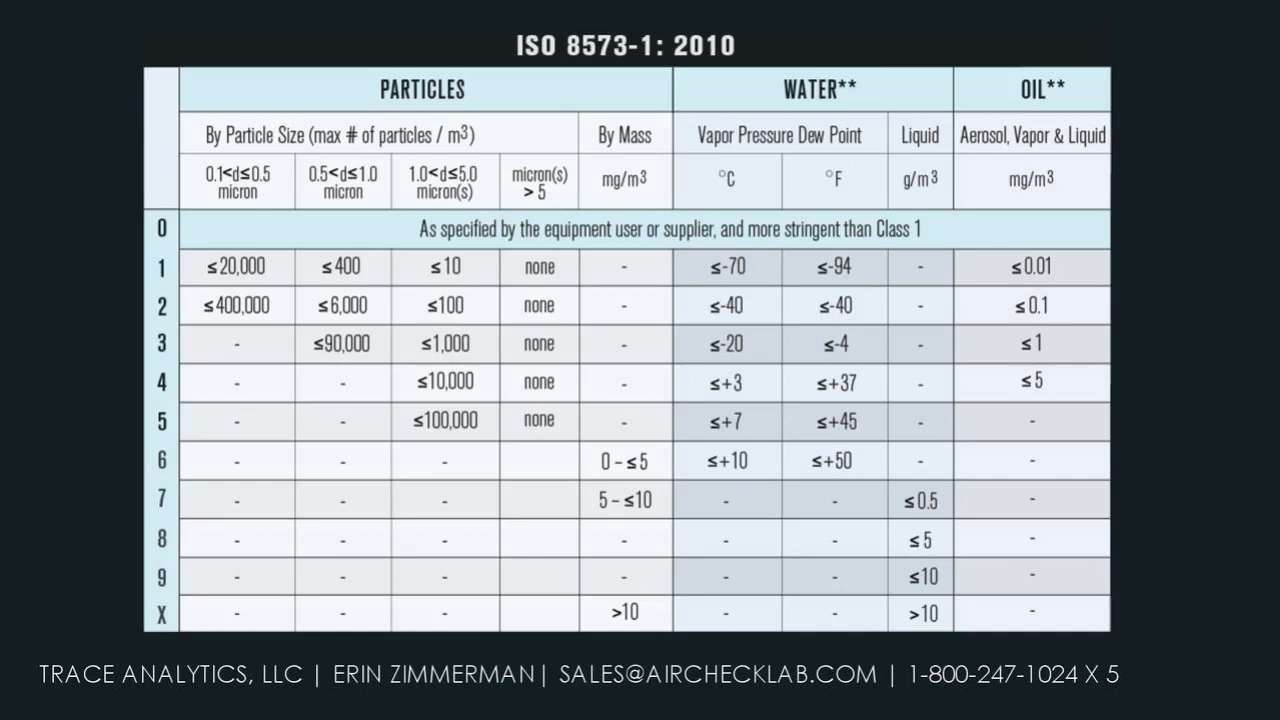 ISO 8573-1: 2010
PARTICLES WATER** OIL**
By Particle Size (max # of particles / m³) By Mass Vapor Pressure Dew Point Liquid Aerosol, Vapor & Liquid
0.1<d≤0.5 micron 0.5<d≤1.0 micron 1.0<d≤5.0 micron(s) micron(s) > 5 mg/m³ °C °F g/m³ mg/m³
0 As specified by the equipment user or supplier, and more stringent than Class 1
1 ≤20,000 ≤400 ≤10 none - ≤-70 ≤-94 - ≤0.01
2 ≤400,000 ≤6,000 ≤100 none - ≤-40 ≤-40 - ≤0.1
3 - ≤90,000 ≤1,000 none - ≤-20 ≤-4 - ≤1
4 - - ≤10,000 none - ≤+3 ≤+37 - ≤5
5 - - ≤100,000 none - ≤+7 ≤+45 - -
6 - - - 0-≤5 ≤+10 ≤+50 - -
7 - - - 5-≤10 - - ≤0.5 -
8 - - - - - - ≤5 -
9 - - - - - - ≤10 -
X - - - >10 - - >10 -
TRACE ANALYTICS, LLC | ERIN ZIMMERMAN| SALES@AIRCHECKLAB.COM | 1-800-247-1024 X 5